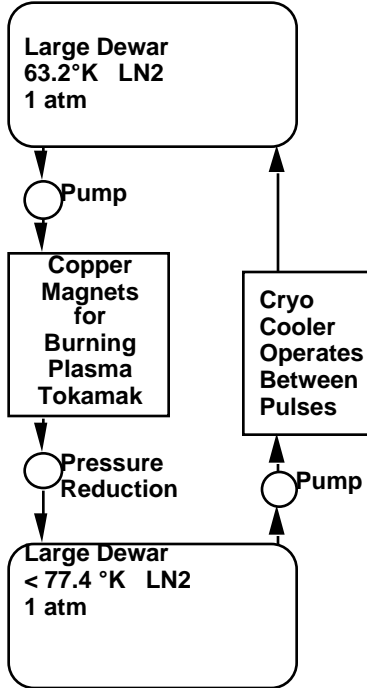 Large Dewar
63.2°K   LN2
1 atm
Pump
Copper
Magnets
for
Burning
Plasma
Tokamak
Cryo
Cooler
Operates
Between
Pulses
Pressure
Reduction
Pump
Large Dewar
< 77.4 °K   LN2
1 atm